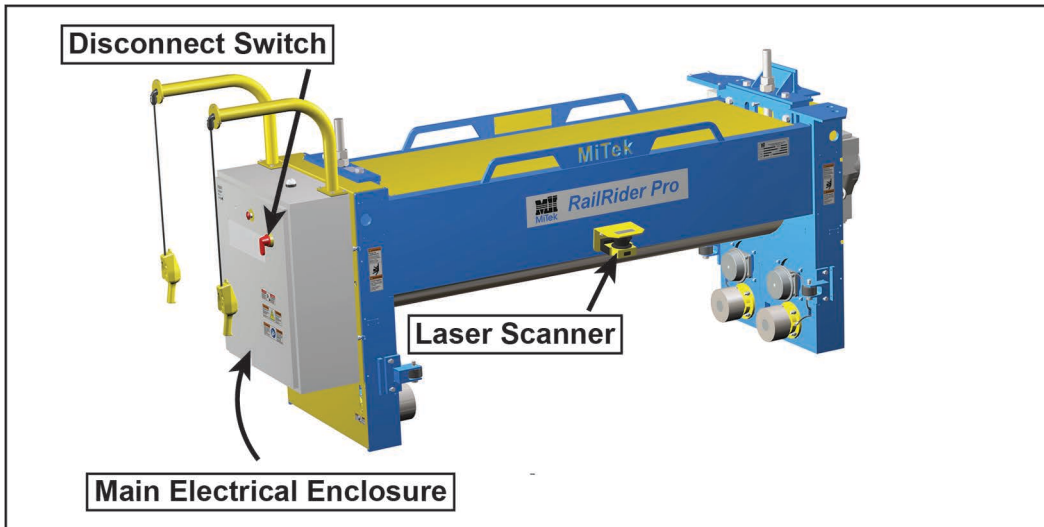 Disconnect Switch
MiTek
MiTek
RailRider Pro
Laser Scanner
Main Electrical Enclosure